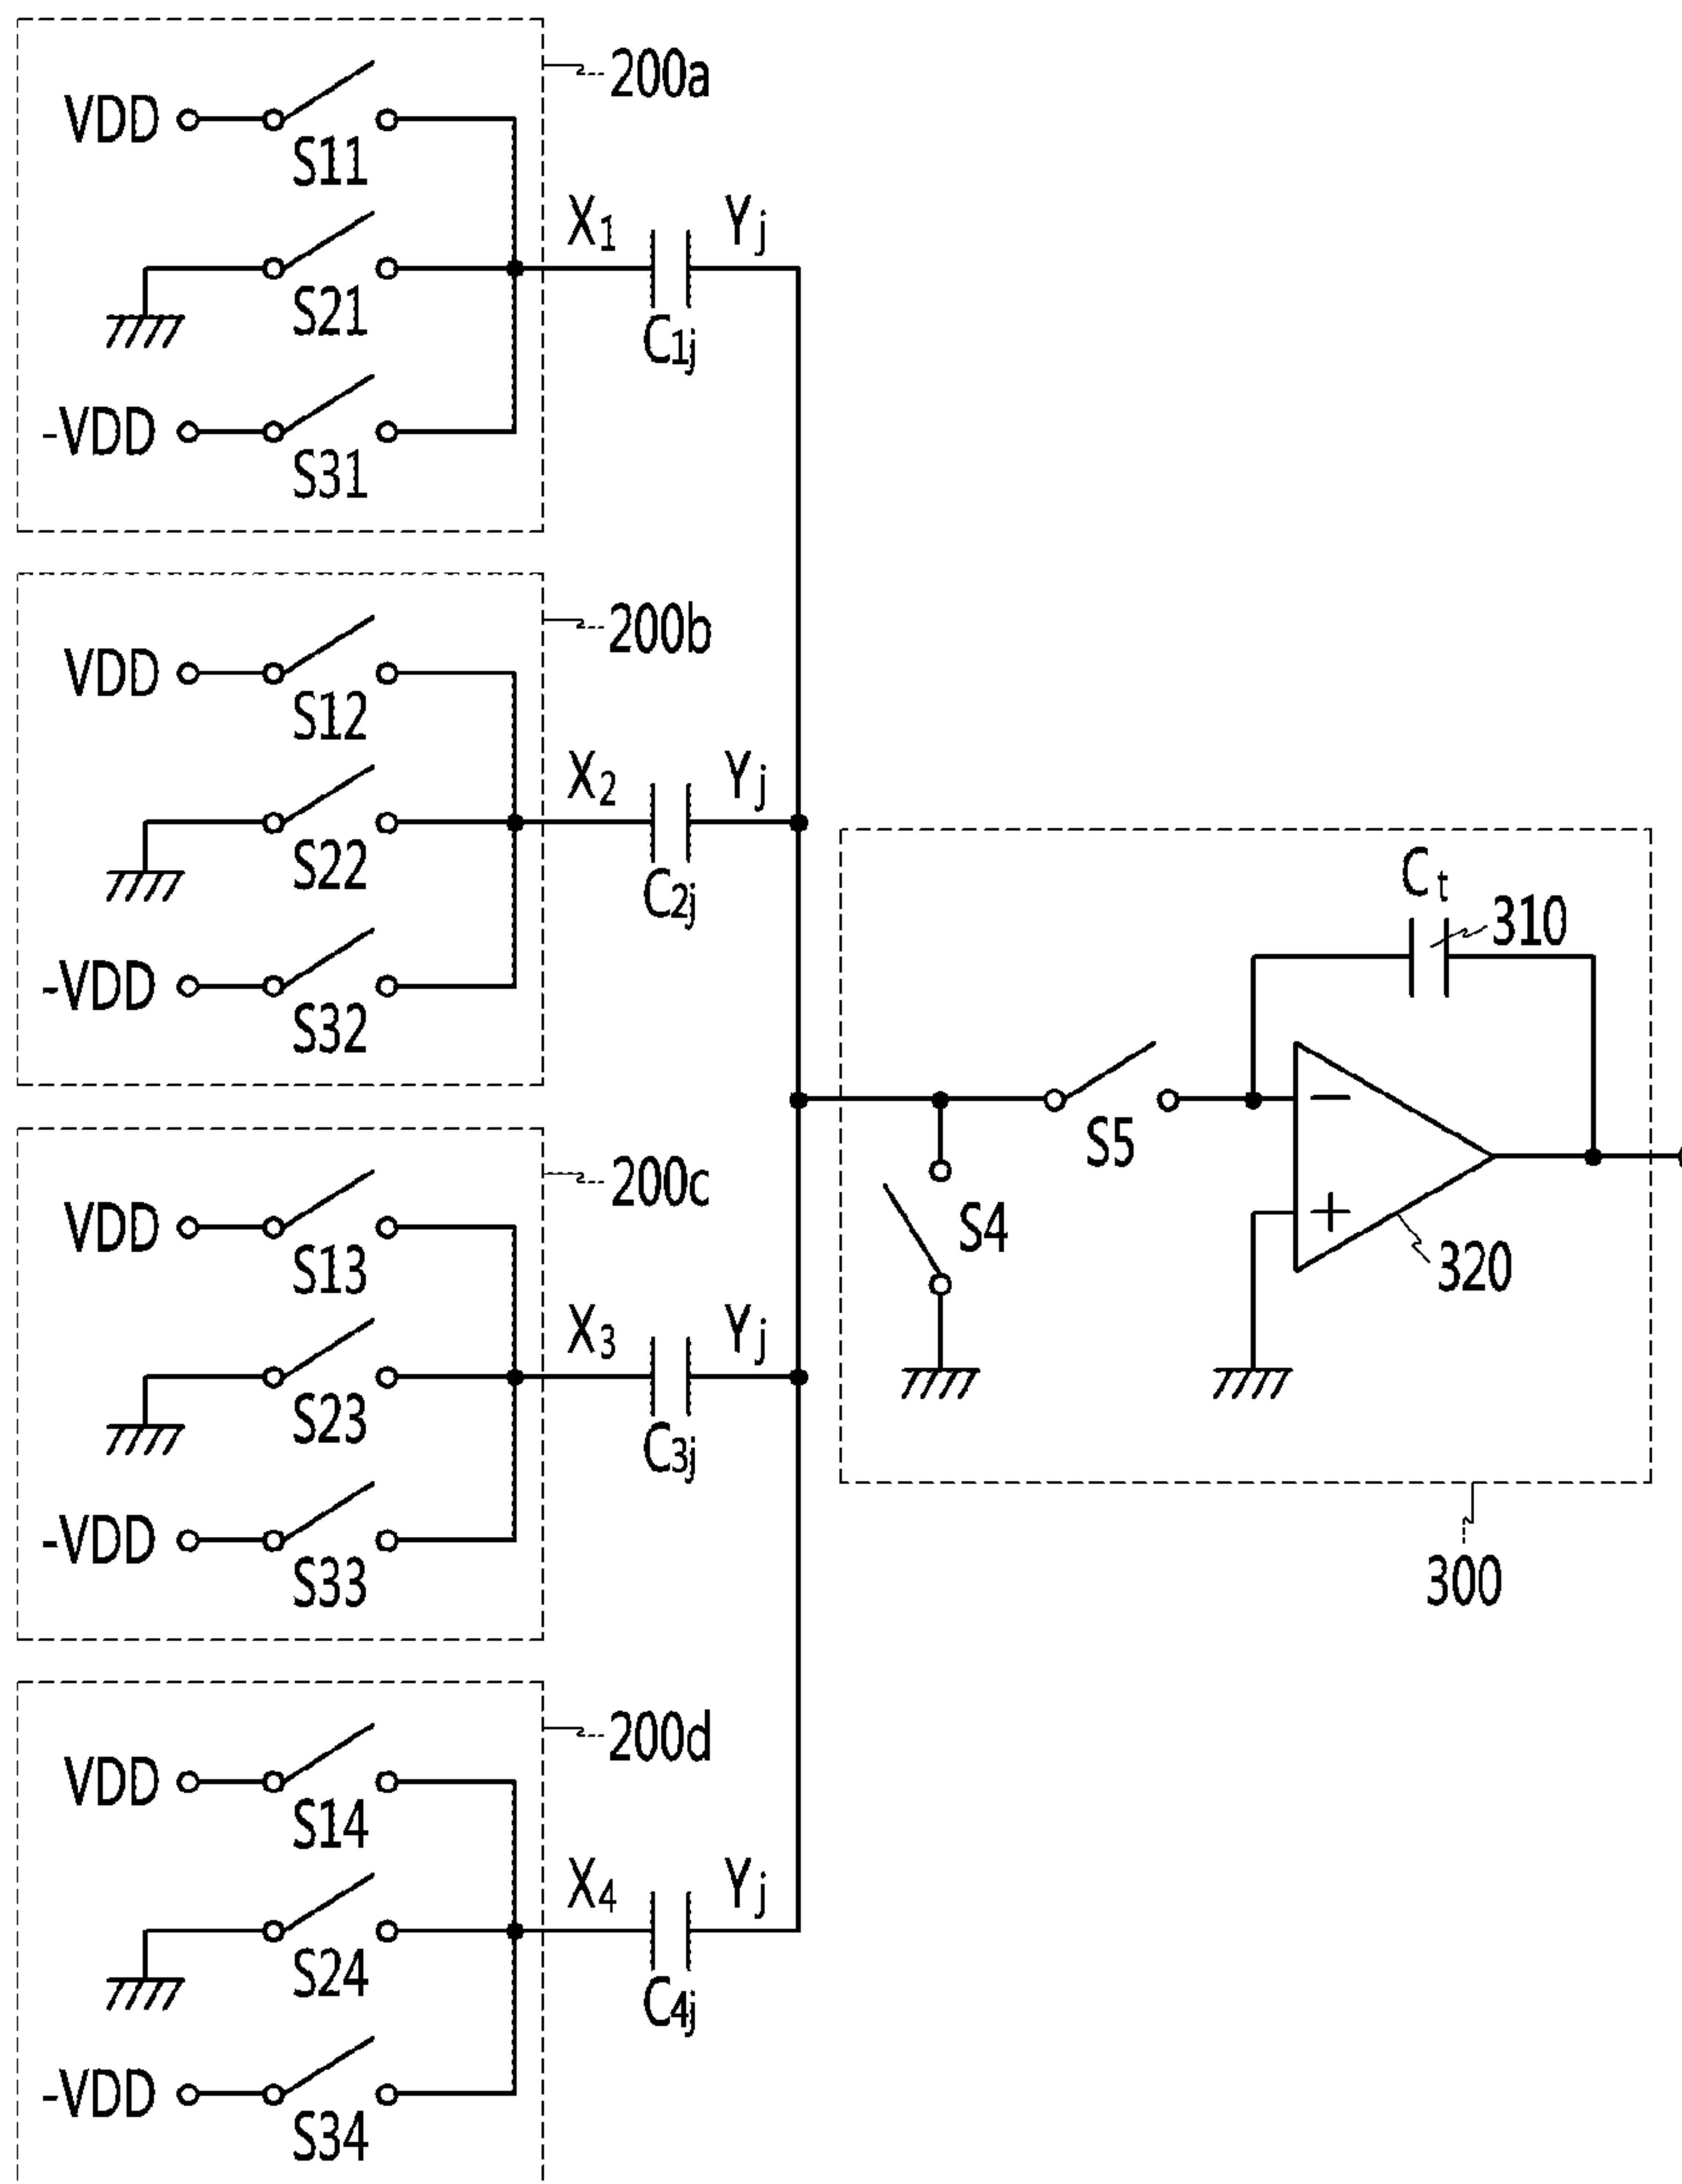 200a
VDD
S11
X1 Yj
S21
C1j
-VDD
S31
200b
VDD
S12
X2 Yj
S22
C2j
-VDD
S32
Ct
310
S5
−
+
S4
320
300
200c
VDD
S13
X3 Yj
S23
C3j
-VDD
S33
200d
VDD
S14
X4 Yj
S24
C4j
-VDD
S34